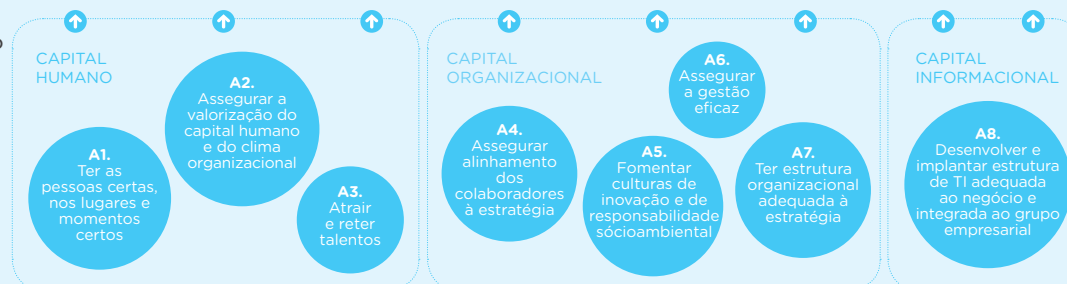 CAPITAL
HUMANO
A1.
Ter as
pessoas certas,
nos lugares e
momentos
certos
A2.
Assegurar a
valorização do
capital humano
e do clima
organizacional
A3.
Atrair
e reter
talentos
CAPITAL
ORGANIZACIONAL
A4.
Assegurar
alinhamento
dos
colaboradores
à estratégia
A5.
Fomentar
culturas de
inovação e de
responsabilidade
sócioambiental
A6.
Assegurar
a gestão
eficaz
A7.
Ter estrutura
organizacional
adequada à
estratégia
CAPITAL
INFORMACIONAL
A8.
Desenvolver e
implantar estrutura
de TI adequada
ao negócio e
integrada ao grupo
empresarial